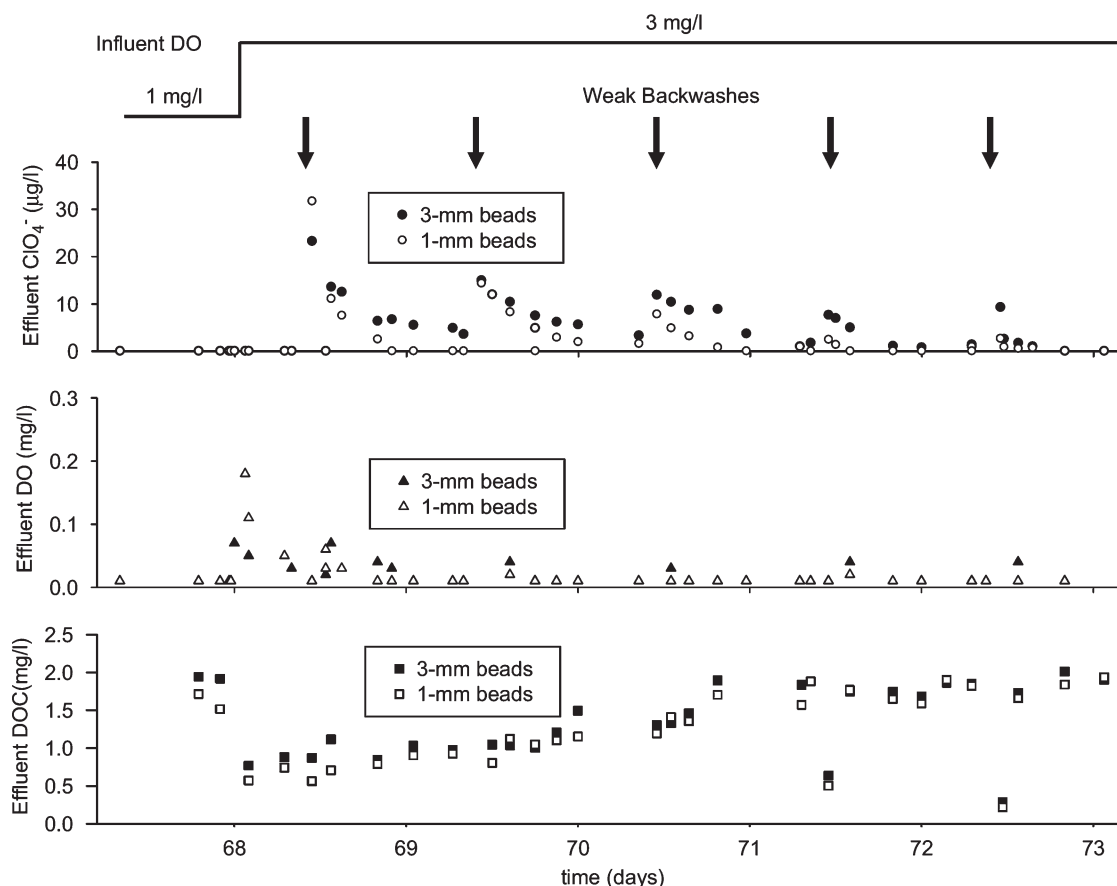 Influent DO
3 mg/l
1 mg/l
Weak Backwashes
Effluent ClO₄⁻ (μg/l)
40
30
20
10
0
3-mm beads
1-mm beads
Effluent DO (mg/l)
0.3
0.2
0.1
0.0
3-mm beads
1-mm beads
Effluent DOC(mg/l)
2.5
2.0
1.5
1.0
0.5
0.0
3-mm beads
1-mm beads
68 69 70 71 72 73
time (days)